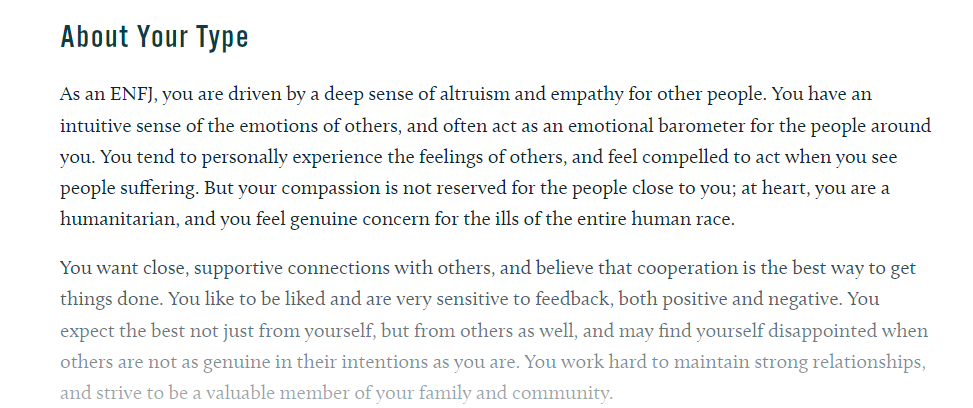 About Your Type
As an ENFJ, you are driven by a deep sense of altruism and empathy for other people. You have an
intuitive sense of the emotions of others, and often act as an emotional barometer for the people around
you. You tend to personally experience the feelings of others, and feel compelled to act when you see
people suffering. But your compassion is not reserved for the people close to you; at heart, you are a
humanitarian, and you feel genuine concern for the ills of the entire human race.
You want close, supportive connections with others, and believe that cooperation is the best way to get
things done. You like to be liked and are very sensitive to feedback, both positive and negative. You
expect the best not just from yourself, but from others as well, and may find yourself disappointed when
others are not as genuine in their intentions as you are. You work hard to maintain strong relationships,
and strive to be a valuable member of your family and community.